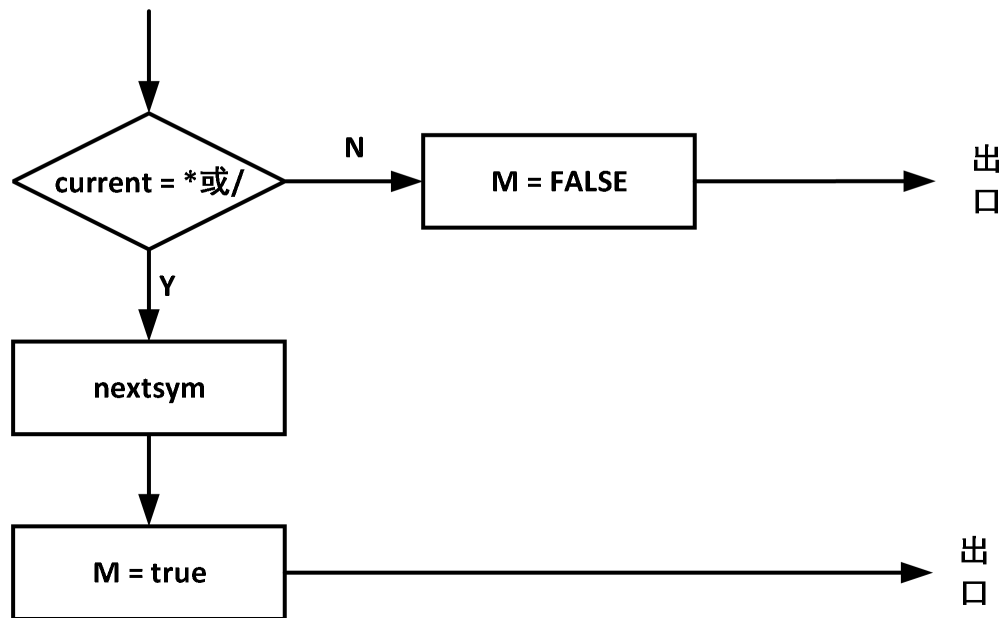 current = *或/
N
M = FALSE
出
口
Y
nextsym
M = true
出
口